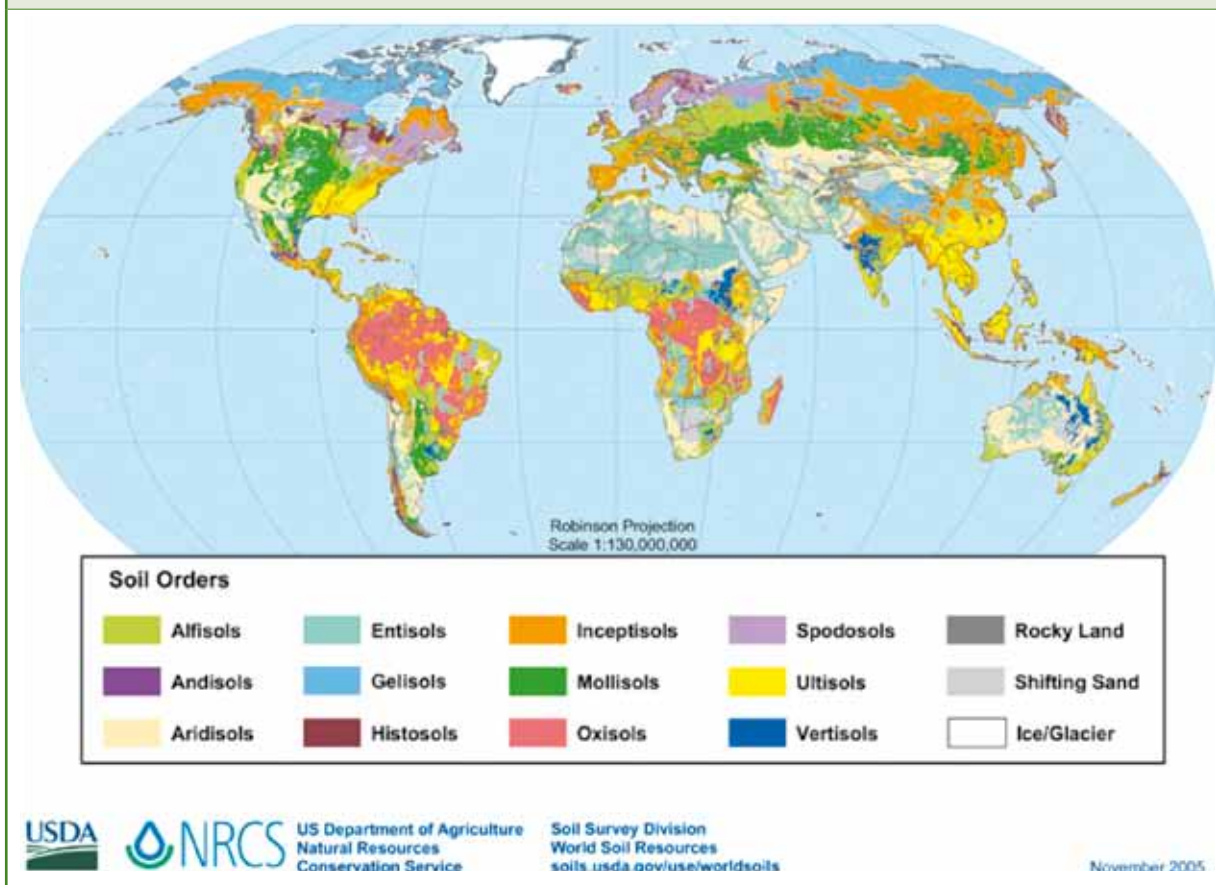 Robinson Projection
Scale 1:130,000,000
Soil Orders
Alfisols Entisols Inceptisols Spodosols Rocky Land
Andisols Gelisols Mollisols Ultisols Shifting Sand
Aridisols Histosols Oxisols Vertisols Ice/Glacier
USDA NRCS US Department of Agriculture Soil Survey Division
Natural Resources World Soil Resources
Conservation Service soils.usda.gov/use/worldsoils November 2005